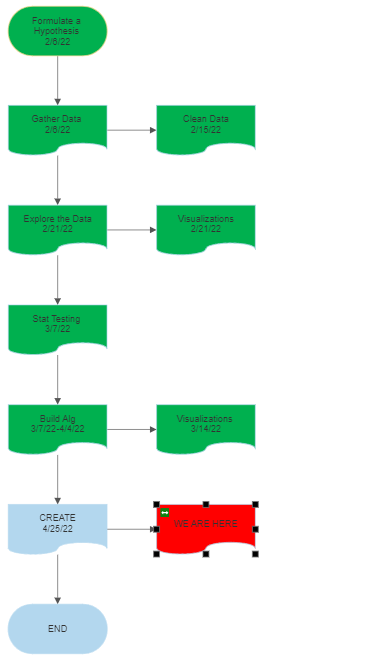 Formulate a
Hypothesis
2/6/22
Gather Data
2/6/22
Clean Data
2/15/22
Explore the Data
2/21/22
Visualizations
2/21/22
Stat Testing
3/7/22
Build Alg
3/7/22-4/4/22
Visualizations
3/14/22
CREATE
4/25/22
WE ARE HERE
END